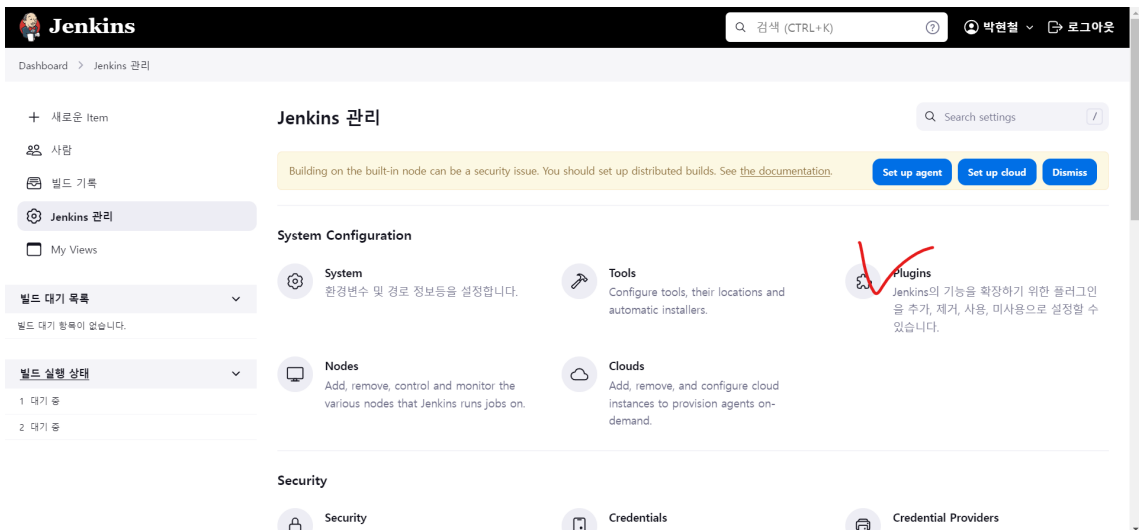 Jenkins
검색 (CTRL+K)
박현철
로그아웃
Dashboard > Jenkins 관리
새로운 Item
사람
빌드 기록
Jenkins 관리
My Views
빌드 대기 목록
빌드 대기 항목이 없습니다.
빌드 실행 상태
1 대기 중
2 대기 중
Jenkins 관리
Search settings /
Building on the built-in node can be a security issue. You should set up distributed builds. See the documentation.
Set up agent
Set up cloud
Dismiss
System Configuration
System
환경변수 및 경로 정보등을 설정합니다.
Tools
Configure tools, their locations and
automatic installers.
Plugins
Jenkins의 기능을 확장하기 위한 플러그인
을 추가, 제거, 사용, 미사용으로 설정할 수
있습니다.
Nodes
Add, remove, control and monitor the
various nodes that Jenkins runs jobs on.
Clouds
Add, remove, and configure cloud
instances to provision agents on-
demand.
Security
Security
Credentials
Credential Providers